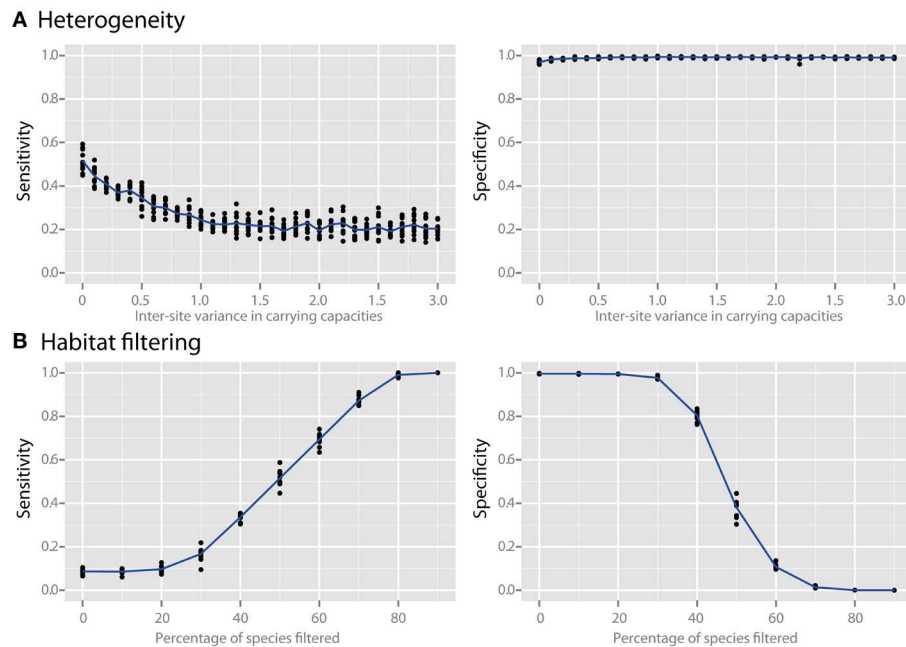 A Heterogeneity
1.0
0.8
0.6
0.4
0.2
0.0
Sensitivity
0 0.5 1.0 1.5 2.0 1.5 3.0
Inter-site variance in carrying capacities
1.0
0.8
0.6
0.4
0.2
0.0
Specificity
0 0.5 1.0 1.5 2.0 1.5 3.0
Inter-site variance in carrying capacities
B Habitat filtering
1.0
0.8
0.6
0.4
0.2
0.0
Sensitivity
0 20 40 60 80
Percentage of species filtered
1.0
0.8
0.6
0.4
0.2
0.0
Specificity
0 20 40 60 80
Percentage of species filtered